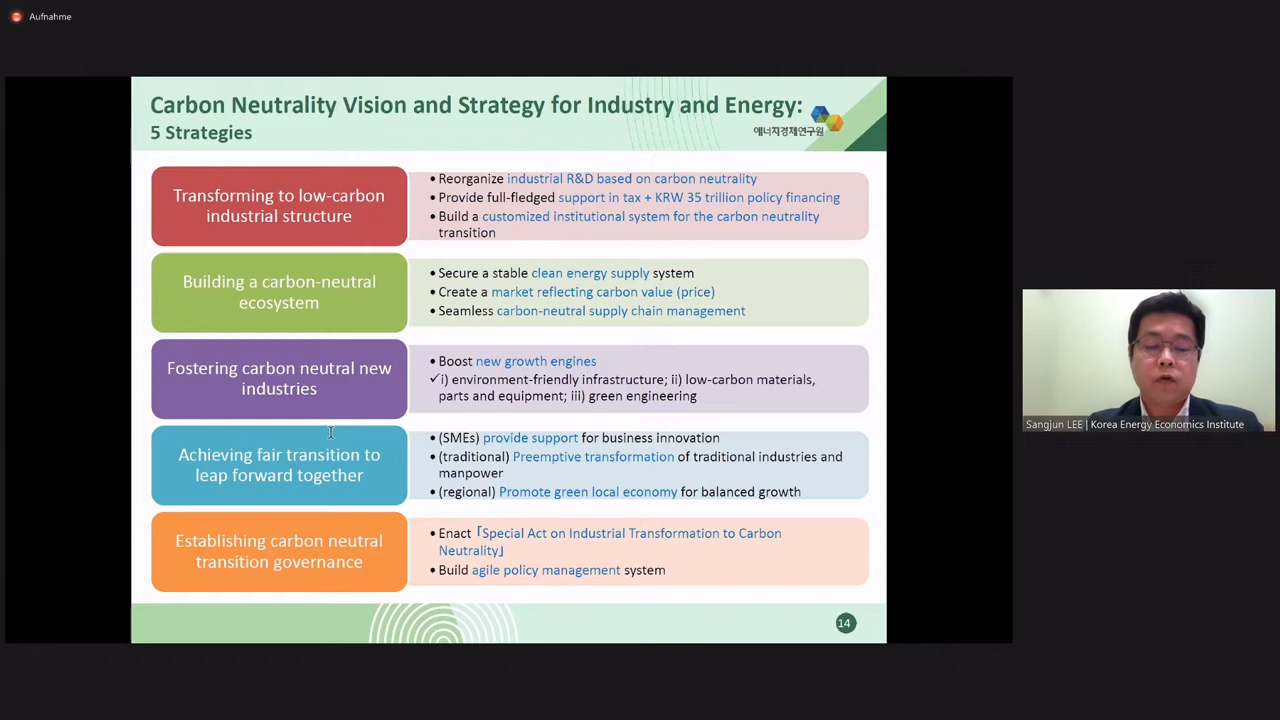 Aufnahme
Carbon Neutrality Vision and Strategy for Industry and Energy:
5 Strategies
에너지경제연구원
Transforming to low-carbon
industrial structure
• Reorganize industrial R&D based on carbon neutrality
• Provide full-fledged support in tax + KRW 35 trillion policy financing
• Build a customized institutional system for the carbon neutrality
transition
Building a carbon-neutral
ecosystem
• Secure a stable clean energy supply system
• Create a market reflecting carbon value (price)
• Seamless carbon-neutral supply chain management
Fostering carbon neutral new
industries
• Boost new growth engines
✓i) environment-friendly infrastructure; ii) low-carbon materials,
parts and equipment; iii) green engineering
Achieving fair transition to
leap forward together
• (SMEs) provide support for business innovation
• (traditional) Preemptive transformation of traditional industries and
manpower
• (regional) Promote green local economy for balanced growth
Establishing carbon neutral
transition governance
• Enact「Special Act on Industrial Transformation to Carbon
Neutrality」
• Build agile policy management system
14
Sangjun LEE | Korea Energy Economics Institute